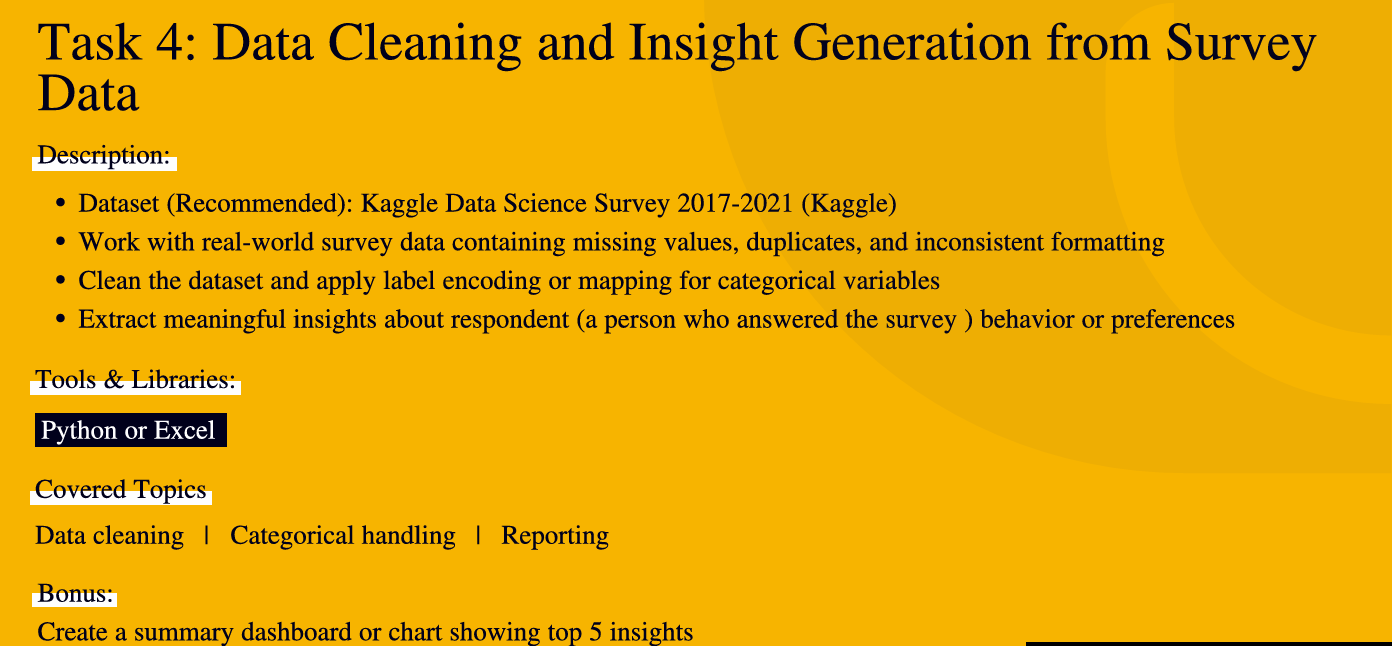 Task 4: Data Cleaning and Insight Generation from Survey
Data
Description:
• Dataset (Recommended): Kaggle Data Science Survey 2017-2021 (Kaggle)
• Work with real-world survey data containing missing values, duplicates, and inconsistent formatting
• Clean the dataset and apply label encoding or mapping for categorical variables
• Extract meaningful insights about respondent (a person who answered the survey ) behavior or preferences
Tools & Libraries:
Python or Excel
Covered Topics
Data cleaning | Categorical handling | Reporting
Bonus:
Create a summary dashboard or chart showing top 5 insights